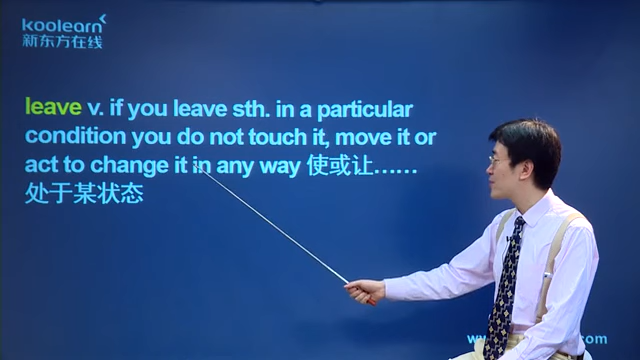 koolearn
新东方在线
leave v. if you leave sth. in a particular
condition you do not touch it, move it or
act to change it in any way 使或让……
处于某状态